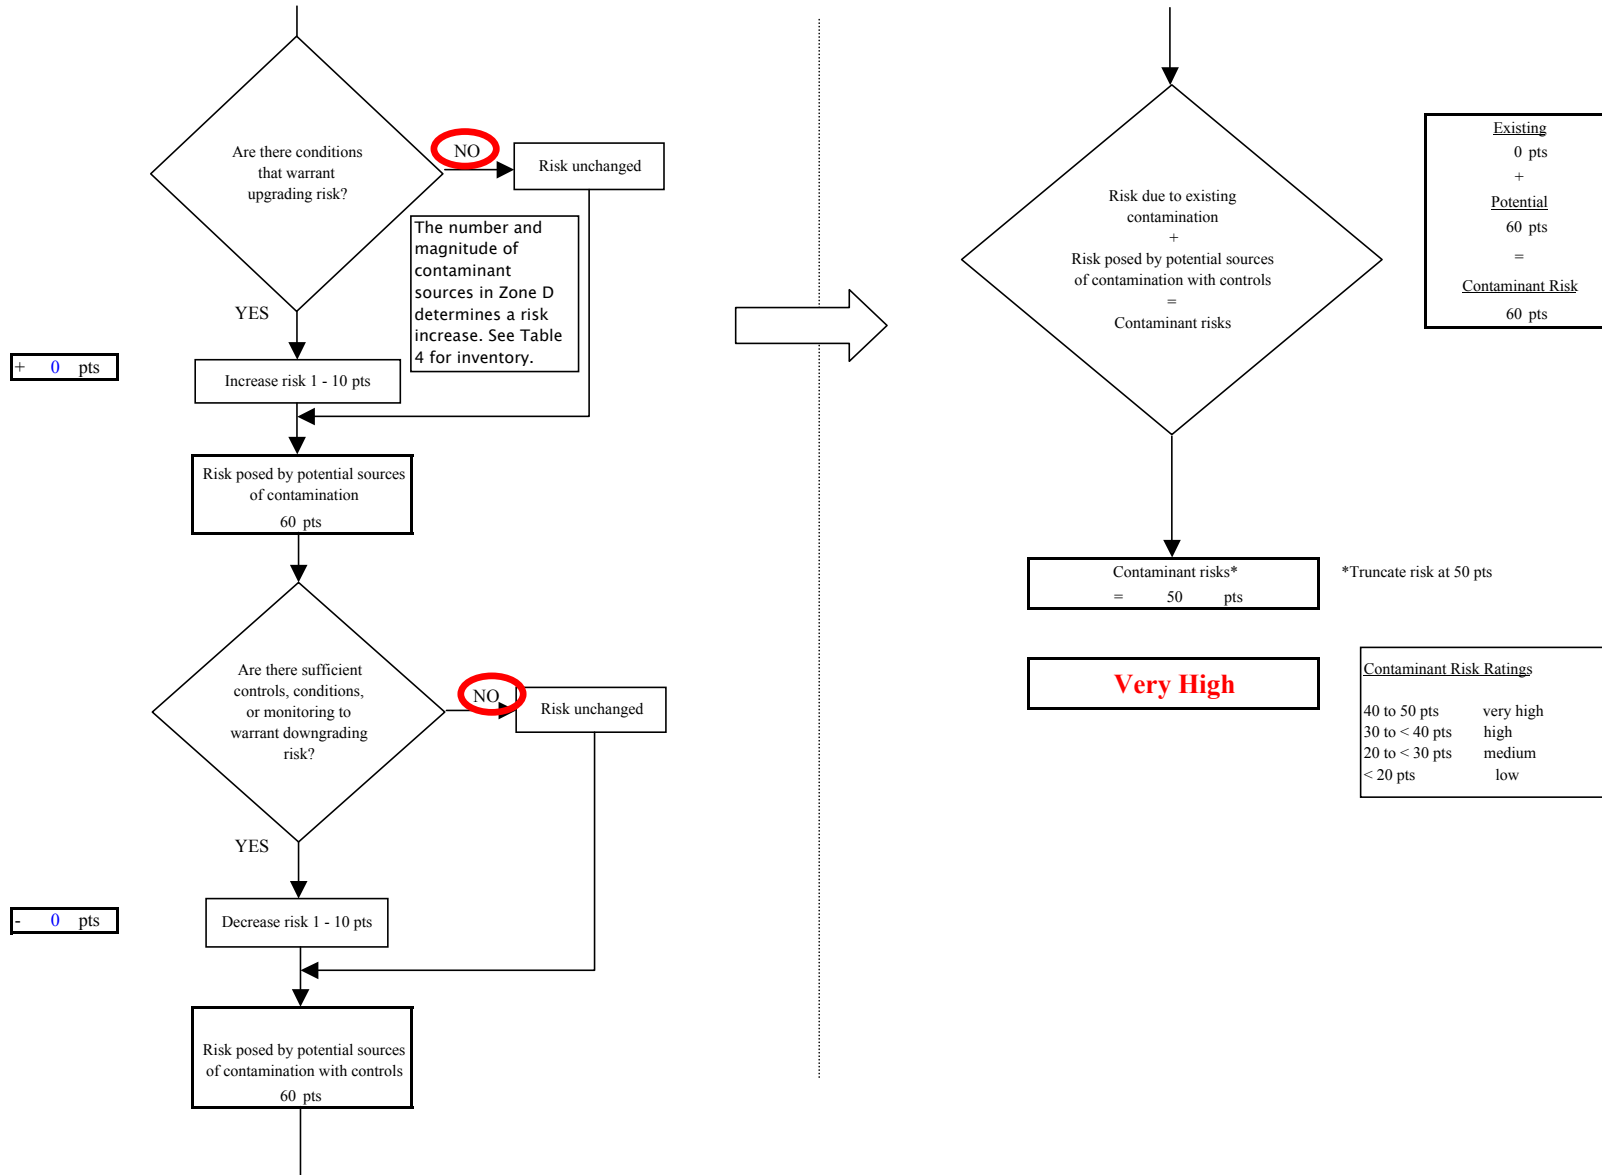 Are there conditions
that warrant
upgrading risk?
NO
Risk unchanged
The number and
magnitude of
contaminant
sources in Zone D
determines a risk
increase. See Table
4 for inventory.
YES
+ 0 pts
Increase risk 1 - 10 pts
Risk posed by potential sources
of contamination
60 pts
Are there sufficient
controls, conditions,
or monitoring to
warrant downgrading
risk?
NO
Risk unchanged
YES
- 0 pts
Decrease risk 1 - 10 pts
Risk posed by potential sources
of contamination with controls
60 pts
Risk due to existing
contamination
+
Risk posed by potential sources
of contamination with controls
=
Contaminant risks
Existing
0 pts
+
Potential
60 pts
=
Contaminant Risk
60 pts
Contaminant risks*
= 50 pts
*Truncate risk at 50 pts
Very High
Contaminant Risk Ratings
40 to 50 pts very high
30 to < 40 pts high
20 to < 30 pts medium
< 20 pts low